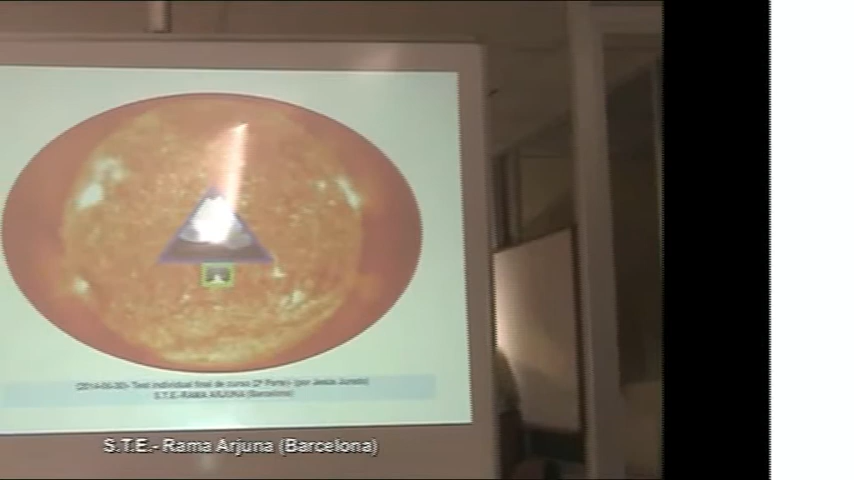 (2014-06-30)- Test individual final de curso (2ª Parte)- (por Jesús Jurado)
S.T.E.-RAMA ARJUNA (Barcelona)
S.T.E.- Rama Arjuna (Barcelona)